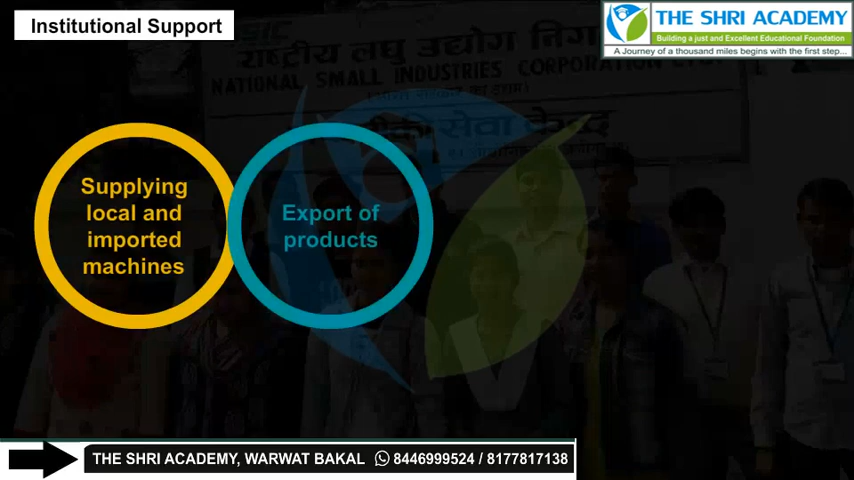 Institutional Support
THE SHRI ACADEMY
Building a just and Excellent Educational Foundation
A Journey of a thousand miles begins with the first step...
राष्ट्रीय लघु उद्योग निगम
NATIONAL SMALL INDUSTRIES CORPORATION
सेवा केन्द्र
Supplying
local and
imported
machines
Export of
products
THE SHRI ACADEMY, WARWAT BAKAL 8446999524 / 8177817138